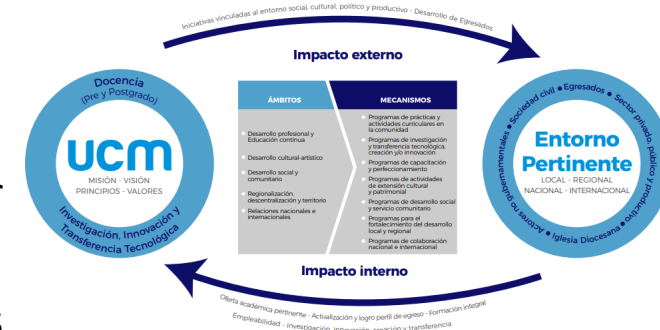 Iniciativas vinculadas al entorno social, cultural, político y productivo - Desarrollo de Egresados
Impacto externo
Docencia
(Pre y Postgrado)
ucm
MISIÓN - VISIÓN
PRINCIPIOS - VALORES
Investigación, Innovación y
Transferencia Tecnológica
ÁMBITOS
Desarrollo profesional y
Educación continua
Desarrollo cultural-artístico
Desarrollo social y
comunitario
Regionalización,
descentralización y territorio
Relaciones nacionales e
internacionales
MECANISMOS
Programas de prácticas y
actividades curriculares en
la comunidad
Programas de investigación
y transferencia tecnológica,
creación y/o innovación
Programas de capacitación
y perfeccionamiento
Programas de actividades
de extensión cultural
y patrimonial
Programas de desarrollo social
y servicio comunitario
Programas para el
fortalecimiento del desarrollo
local y regional
Programas de colaboración
nacional e internacional
Actores no gubernamentales • Sociedad civil • Egresados • Sector privado, público y productivo • Iglesia Diocesana •
Entorno
Pertinente
LOCAL - REGIONAL
NACIONAL - INTERNACIONAL
Impacto interno
Oferta académica pertinente - Actualización y logro perfil de egreso - Formación integral
Empleabilidad - Investigación, innovación, creación y transferencia